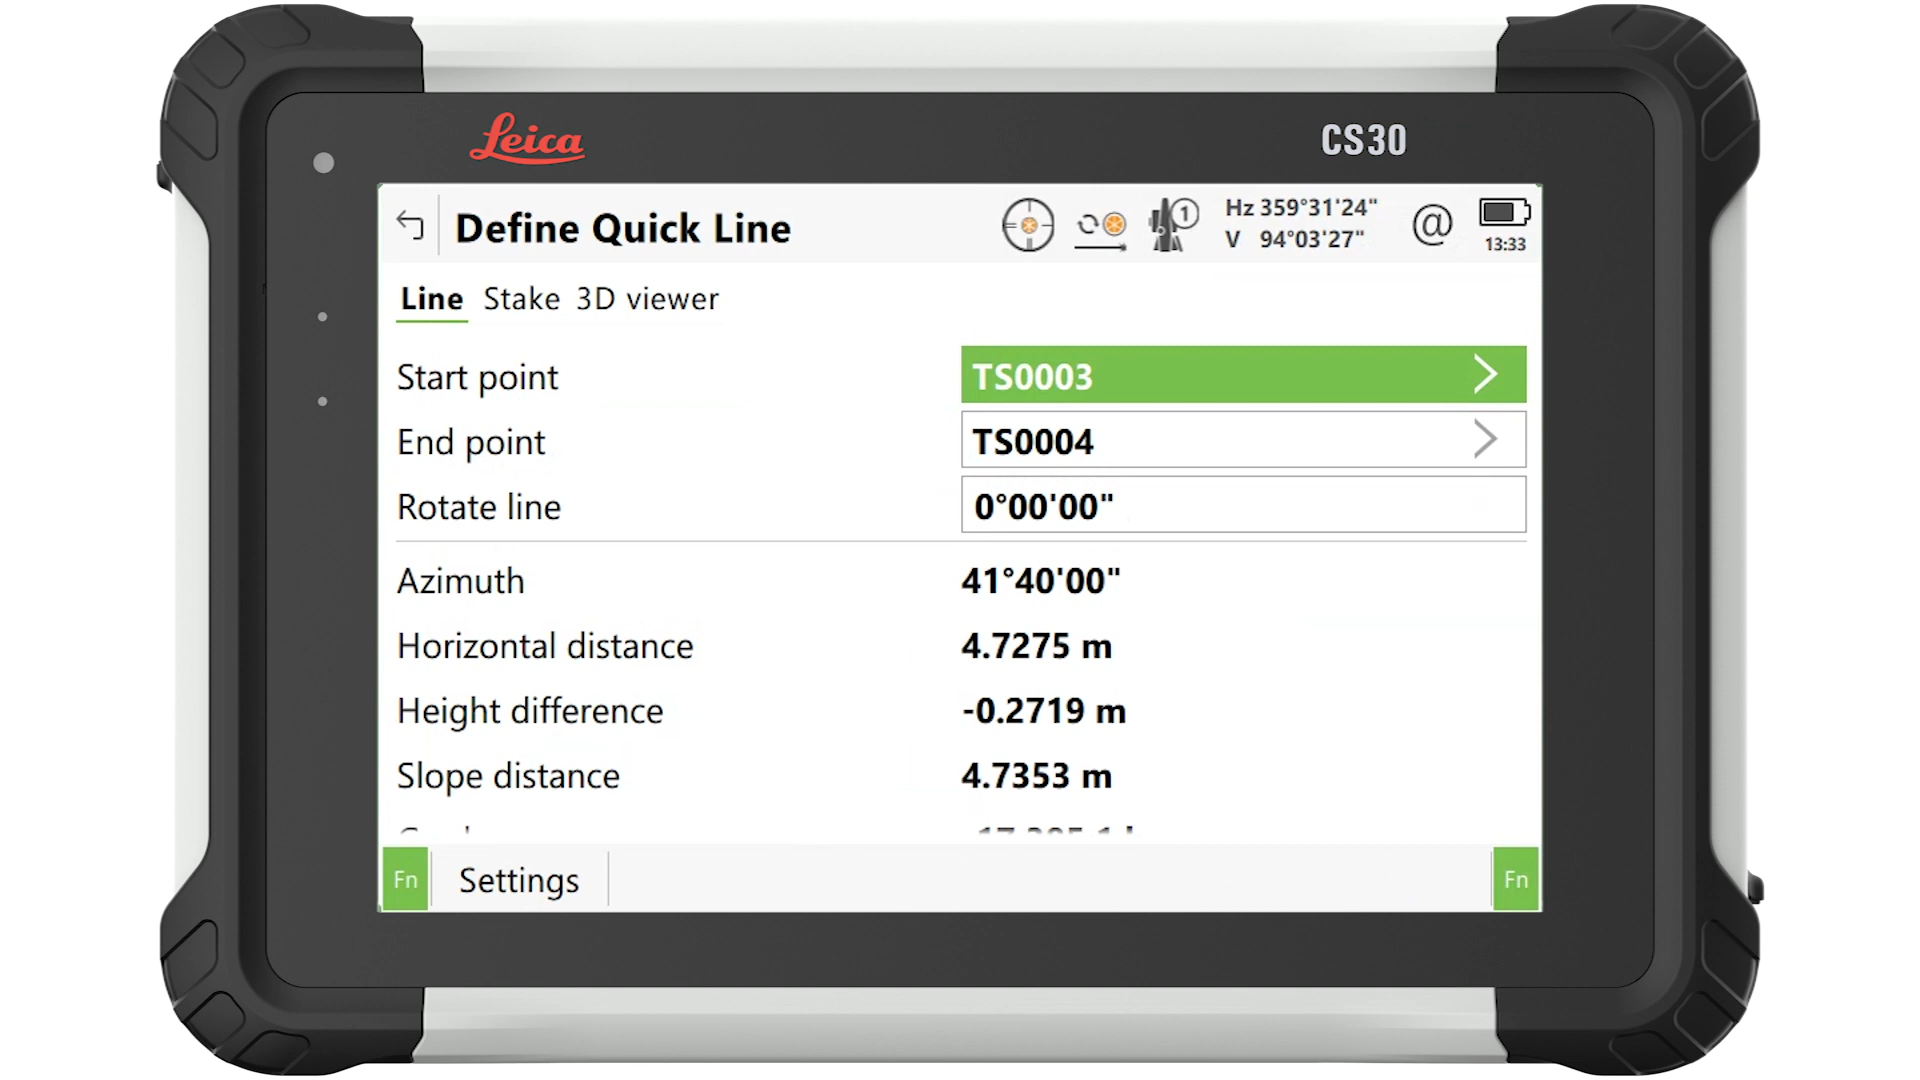 Leica
CS30
Define Quick Line
1
Hz 359°31'24"
V 94°03'27"
@
13:33
Line Stake 3D viewer
Start point TS0003
End point TS0004
Rotate line 0°00'00"
Azimuth 41°40'00"
Horizontal distance 4.7275 m
Height difference -0.2719 m
Slope distance 4.7353 m
Fn Settings Fn